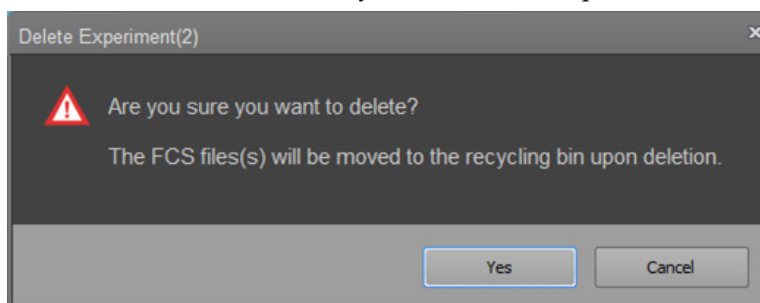 Delete Experiment(2)
Are you sure you want to delete?
The FCS files(s) will be moved to the recycling bin upon deletion.
Yes
Cancel